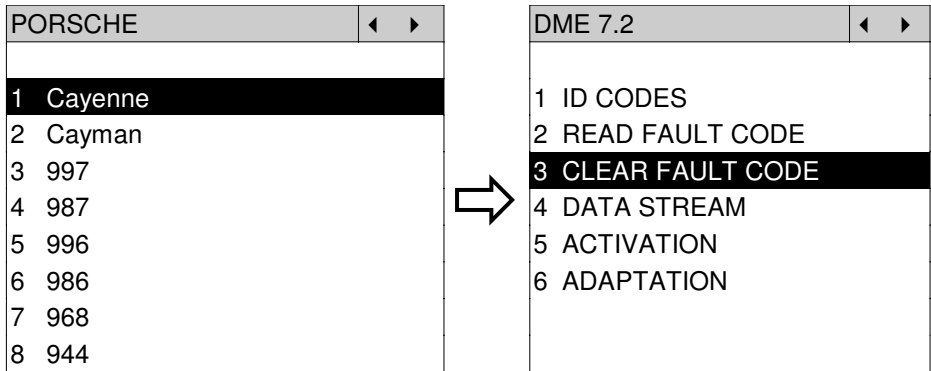 PORSCHE
1 Cayenne
2 Cayman
3 997
4 987
5 996
6 986
7 968
8 944
DME 7.2
1 ID CODES
2 READ FAULT CODE
3 CLEAR FAULT CODE
4 DATA STREAM
5 ACTIVATION
6 ADAPTATION